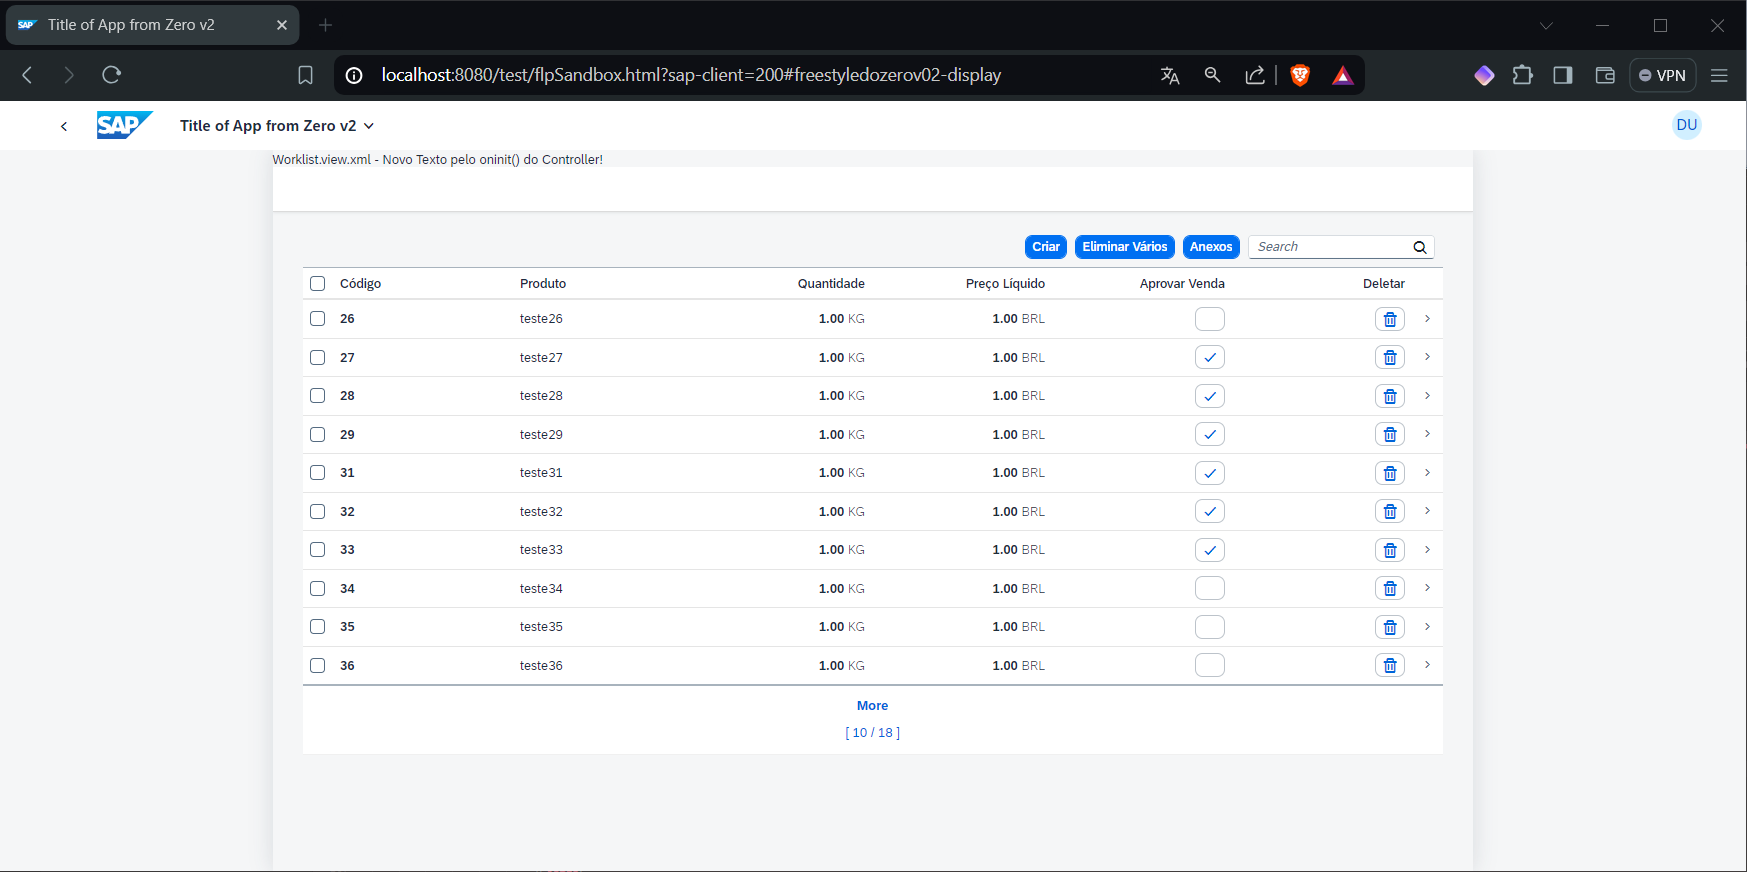 SAP Title of App from Zero v2
localhost:8080/test/flpSandbox.html?sap-client=200#freestyledozerov02-display
VPN
SAP Title of App from Zero v2 DU
Worklist.view.xml - Novo Texto pelo oninit() do Controller!
Criar Eliminar Vários Anexos Search
Código Produto Quantidade Preço Líquido Aprovar Venda Deletar
26 teste26 1.00 KG 1.00 BRL
27 teste27 1.00 KG 1.00 BRL
28 teste28 1.00 KG 1.00 BRL
29 teste29 1.00 KG 1.00 BRL
31 teste31 1.00 KG 1.00 BRL
32 teste32 1.00 KG 1.00 BRL
33 teste33 1.00 KG 1.00 BRL
34 teste34 1.00 KG 1.00 BRL
35 teste35 1.00 KG 1.00 BRL
36 teste36 1.00 KG 1.00 BRL
More
[ 10 / 18 ]